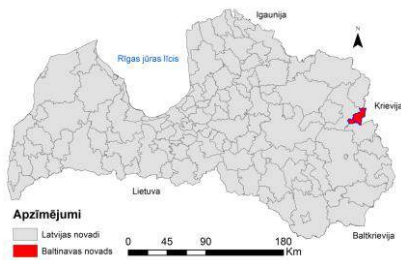 Igaunija
N
Rīgas jūras līcis
Krievija
Lietuva
Baltkrievija
Apzīmējumi
Latvijas novadi
Baltinavas novads
0 45 90 180
Km